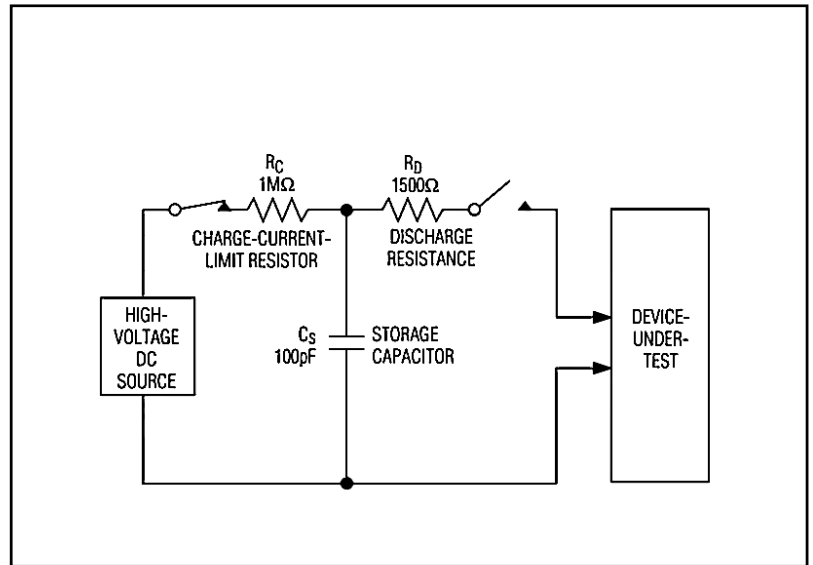 RC
1MΩ
CHARGE-CURRENT-
LIMIT RESISTOR
RD
1500Ω
DISCHARGE
RESISTANCE
HIGH-
VOLTAGE
DC
SOURCE
CS
100pF
STORAGE
CAPACITOR
DEVICE-
UNDER-
TEST